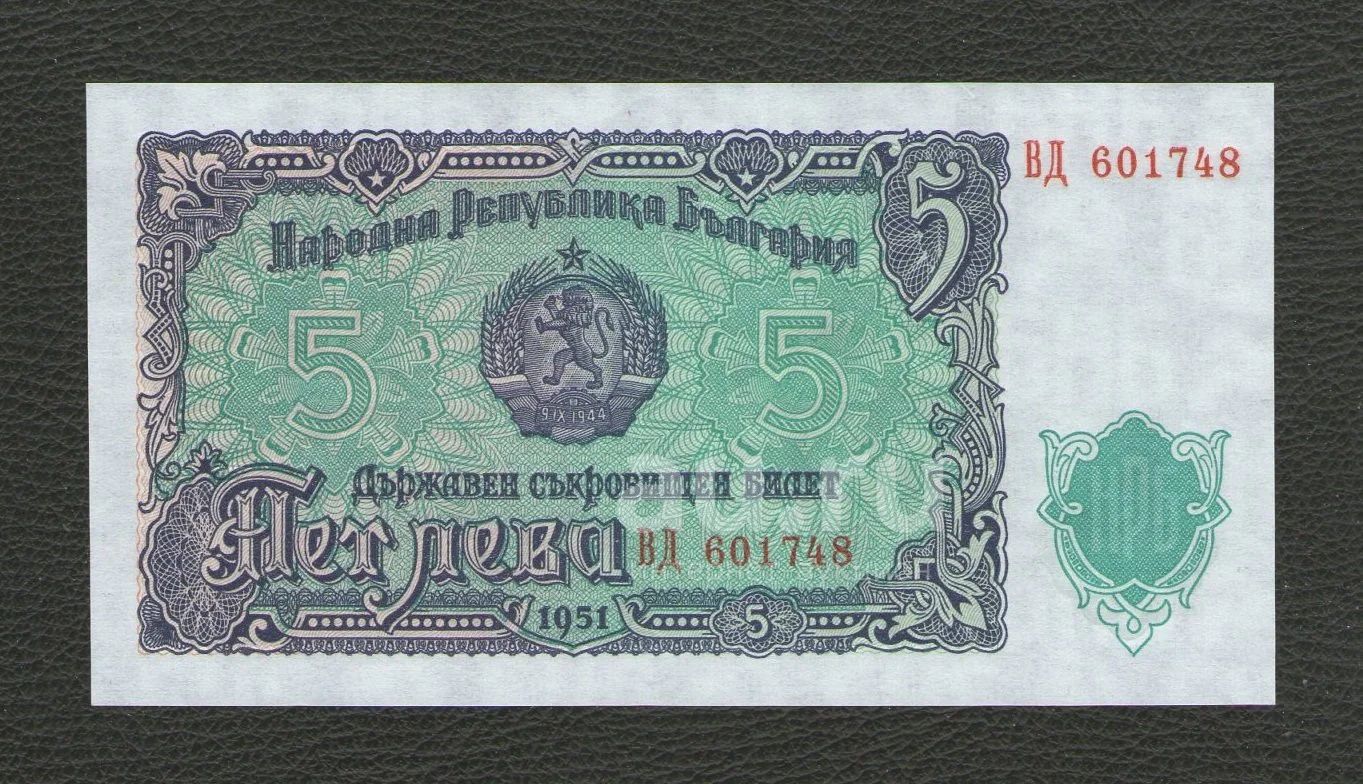 ВД 601748
5
Народна Република България
5 5
9·IX·1944
Държавен съкровищен билет
Пет лева
ВД 601748
1951
5